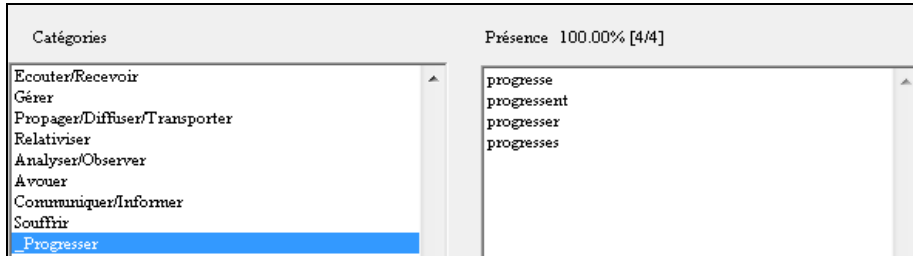 Catégories
Ecouter/Recevoir
Gérer
Propager/Diffuser/Transporter
Relativiser
Analyser/Observer
Avouer
Communiquer/Informer
Souffrir
_Progresser
Présence 100.00% [4/4]
progresse
progressent
progresser
progresses